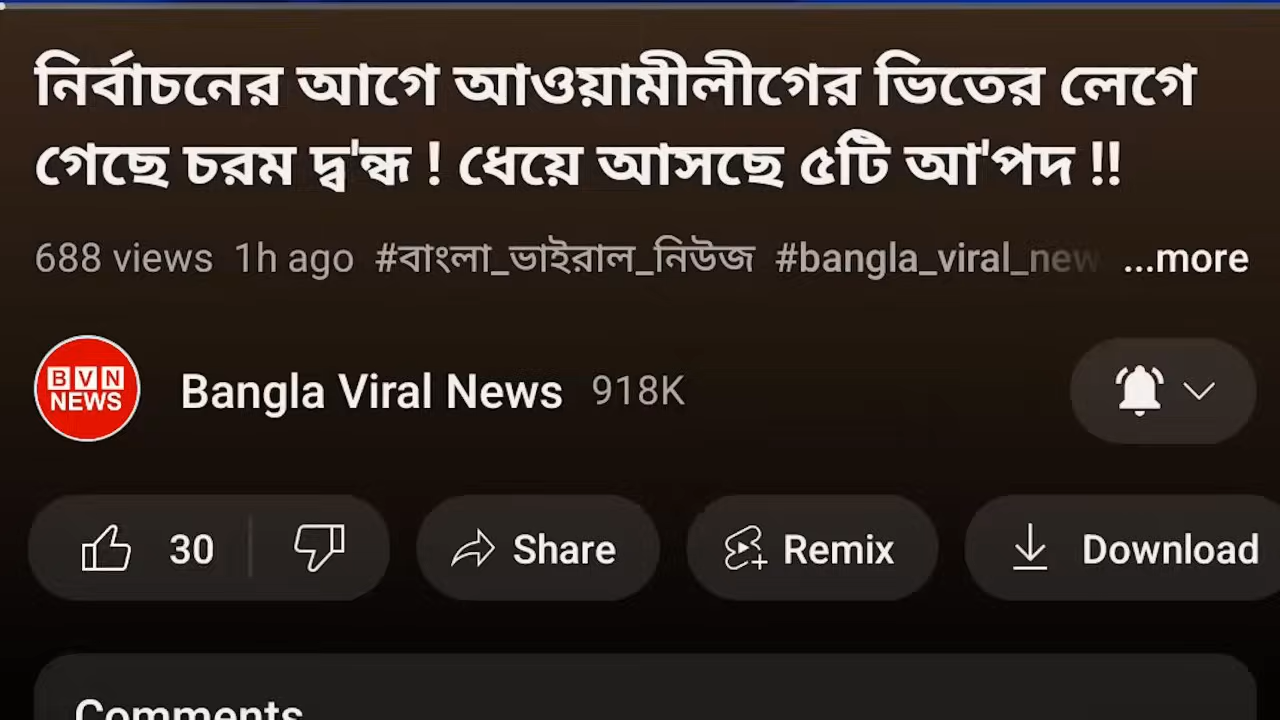 নির্বাচনের আগে আওয়ামীলীগের ভিতের লেগে
গেছে চরম দ্ব'ন্ধ ! ধেয়ে আসছে ৫টি আ'পদ !!
688 views 1h ago #বাংলা_ভাইরাল_নিউজ #bangla_viral_new ...more
BVN
NEWS
Bangla Viral News 918K
30 Share Remix Download
Comments